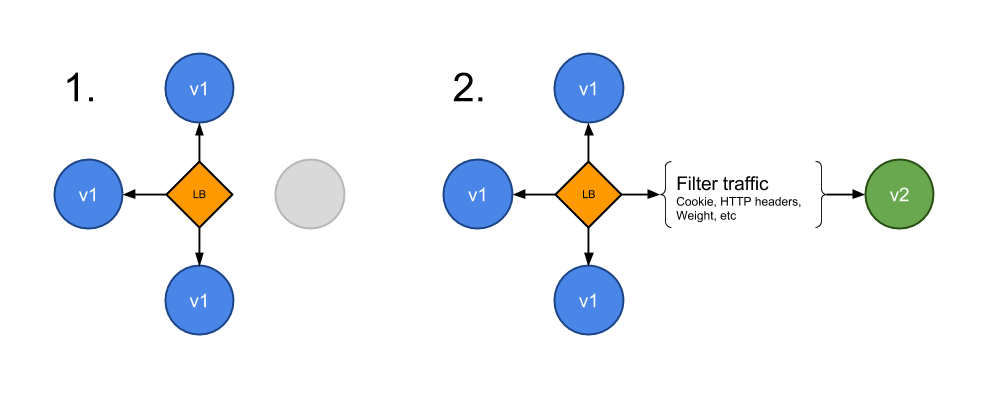 1.
v1
v1
LB
v1
2.
v1
v1
LB
Filter traffic
Cookie, HTTP headers,
Weight, etc
v2
v1